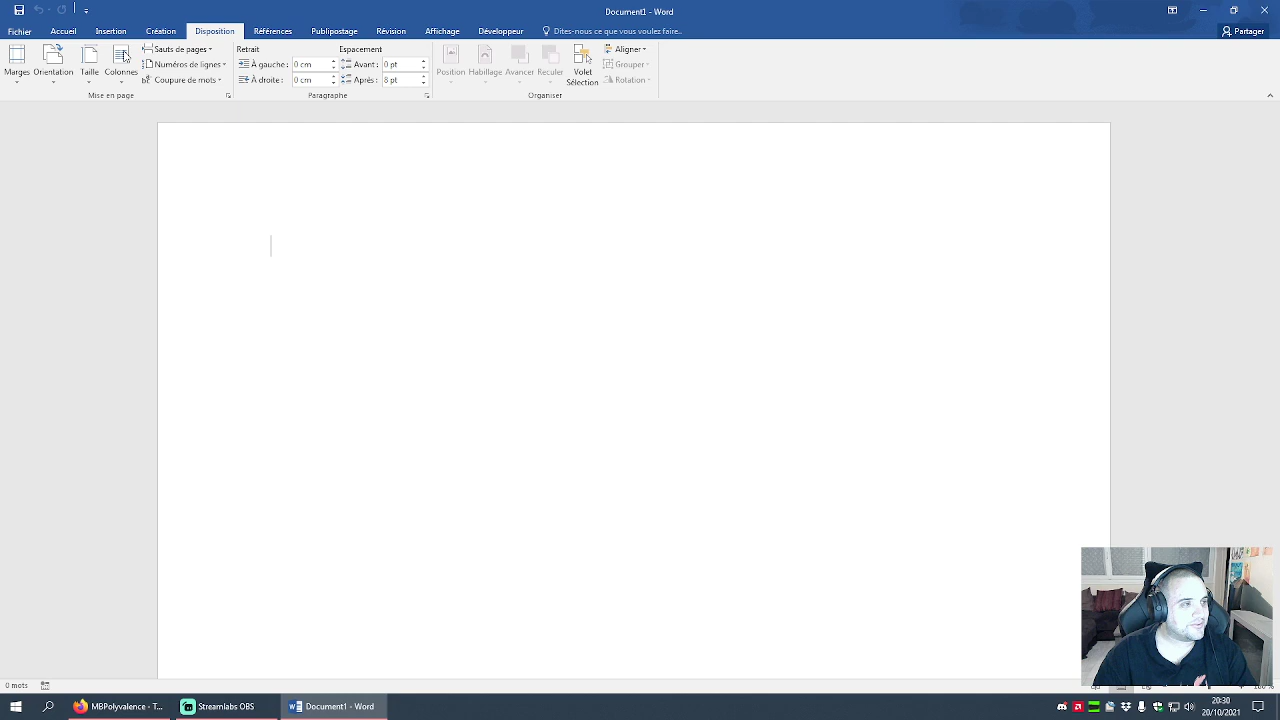 Document1 - Word
Fichier Accueil Insertion Création Disposition Références Publipostage Révision Affichage Développeur Dites-nous ce que vous voulez faire... Partager
Marges Orientation Taille Colonnes
Sauts de pages
Numéros de lignes
Coupure de mots
Mise en page
Retrait
À gauche : 0 cm
À droite : 0 cm
Espacement
Avant : 0 pt
Après : 8 pt
Paragraphe
Position Habillage Avancer Reculer Volet Sélection
Aligner
Grouper
Rotation
Organiser
0 mots
MBPolyvalence - T... Streamlabs OBS Document1 - Word
20:30
20/10/2021